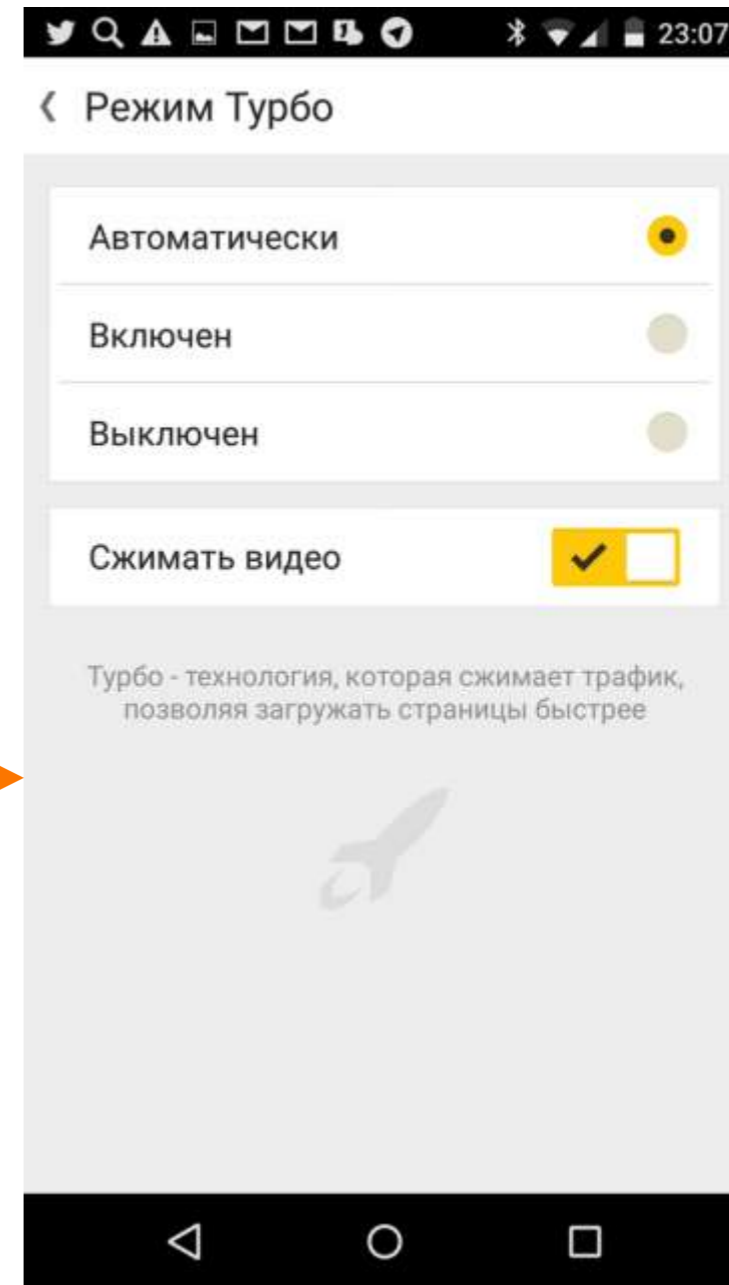 23:07
Режим Турбо
Автоматически
Включен
Выключен
Сжимать видео
Турбо - технология, которая сжимает трафик,
позволяя загружать страницы быстрее